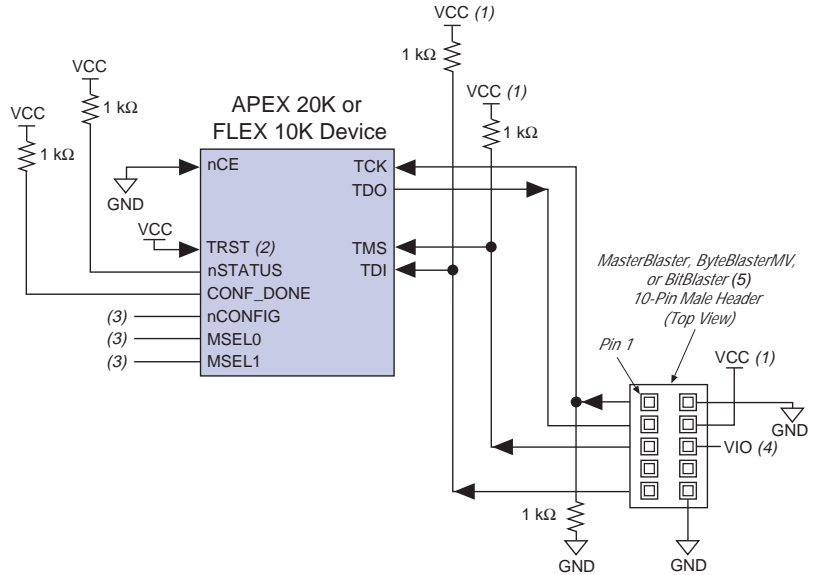 VCC (1)
1 kΩ
VCC
1 kΩ
VCC (1)
1 kΩ
VCC
1 kΩ
APEX 20K or
FLEX 10K Device
nCE
TCK
TDO
GND
VCC
TRST (2)
TMS
nSTATUS
TDI
CONF_DONE
(3)
nCONFIG
(3)
MSEL0
(3)
MSEL1
MasterBlaster, ByteBlasterMV,
or BitBlaster (5)
10-Pin Male Header
(Top View)
Pin 1
VCC (1)
GND
VIO (4)
1 kΩ
GND
GND